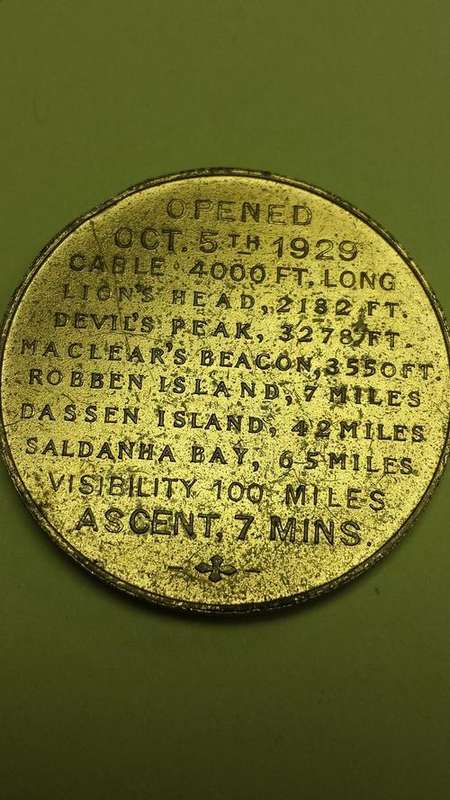 OPENED
OCT. 5TH 1929
CABLE 4000 FT. LONG
LION'S HEAD, 2182 FT.
DEVIL'S PEAK, 3278 FT.
MACLEAR'S BEACON, 3550 FT.
ROBBEN ISLAND, 7 MILES
DASSEN ISLAND, 42 MILES
SALDANHA BAY, 65 MILES
VISIBILITY 100 MILES
ASCENT, 7 MINS.